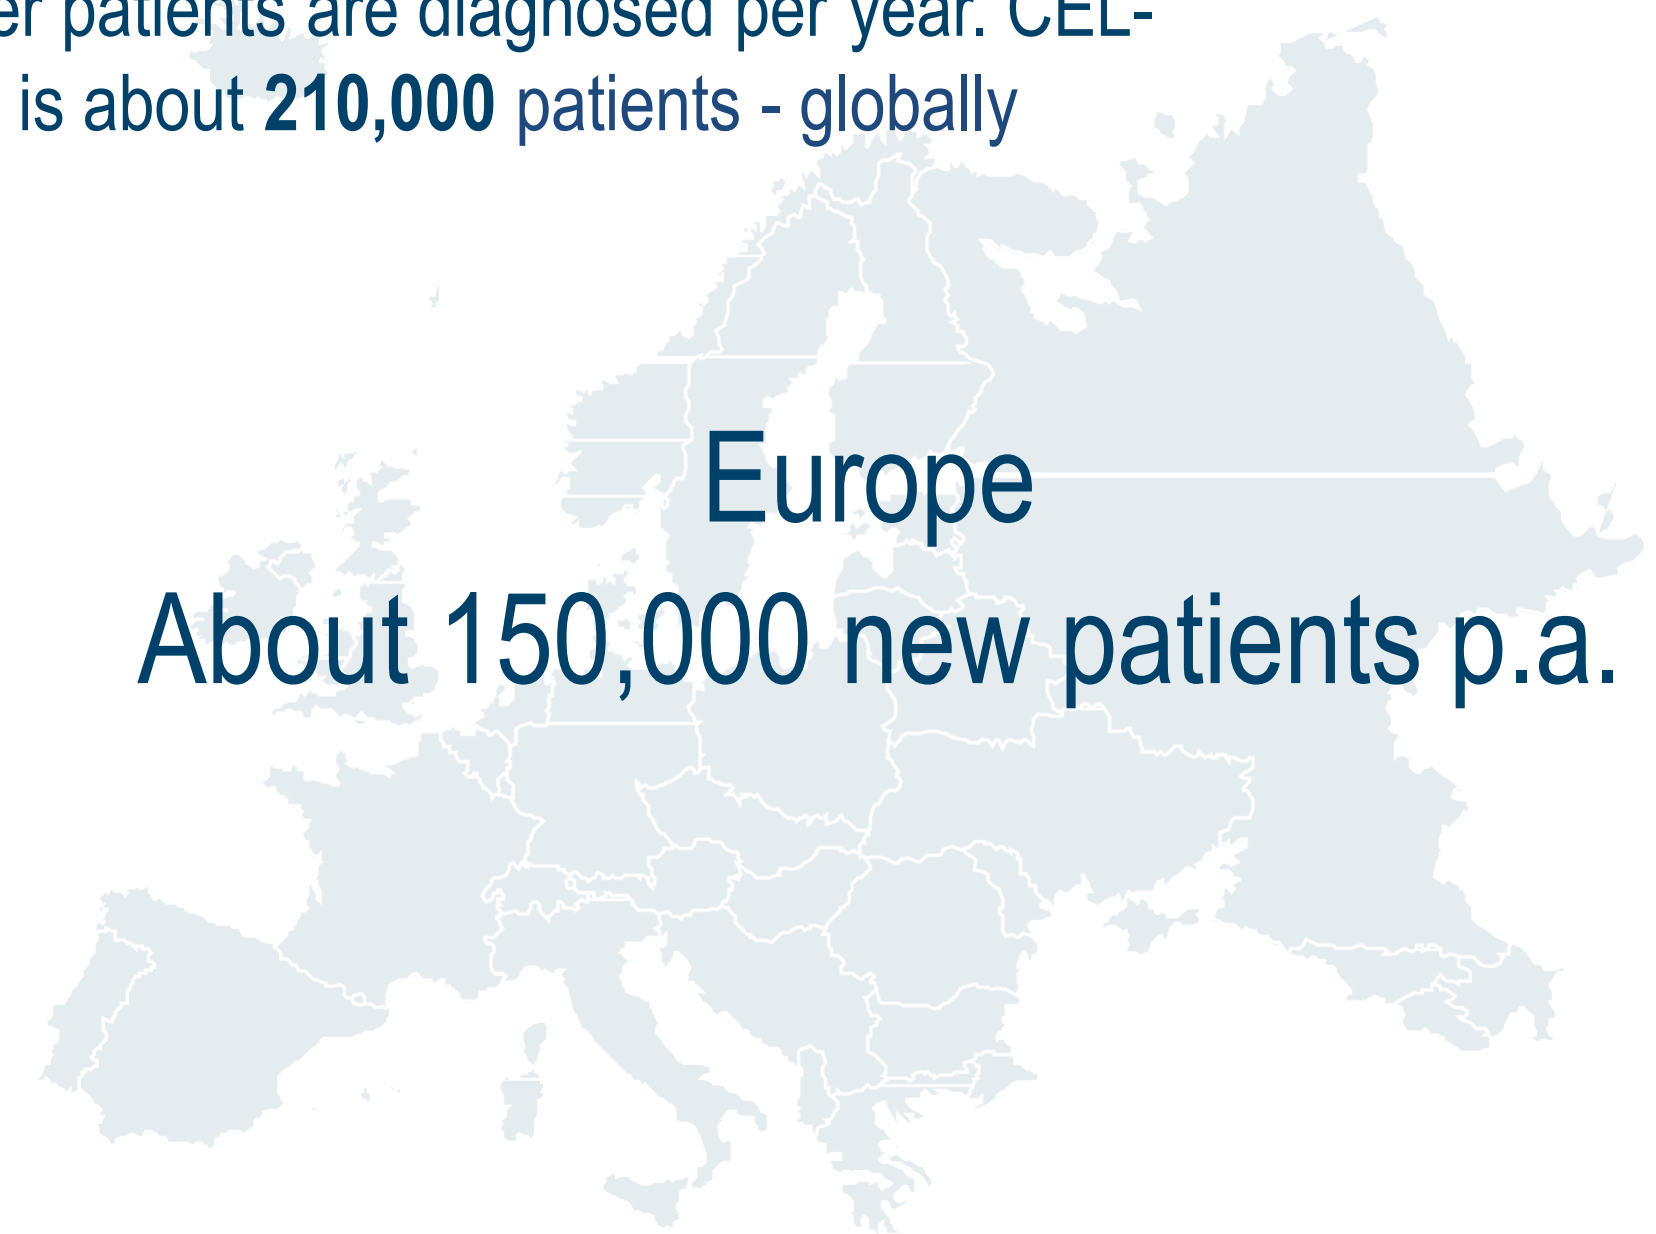 patients are diagnosed per year. CEL-
is about 210,000 patients - globally
Europe
About 150,000 new patients p.a.